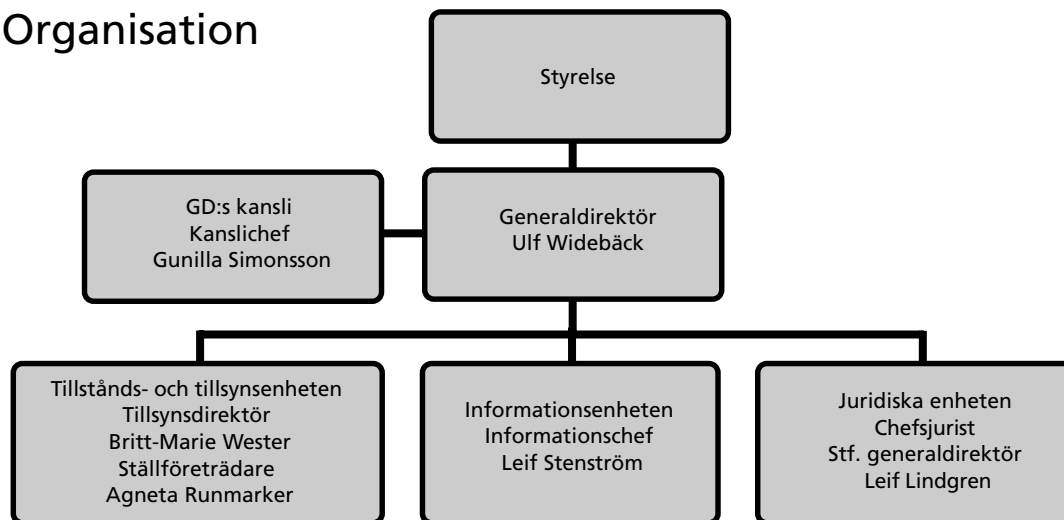 Organisation
Styrelse
GD:s kansli
Kanslichef
Gunilla Simonsson
Generaldirektör
Ulf Widebäck
Tillstånds- och tillsynsenheten
Tillsynsdirektör
Britt-Marie Wester
Ställföreträdare
Agneta Runmarker
Informationsenheten
Informationschef
Leif Stenström
Juridiska enheten
Chefsjurist
Stf. generaldirektör
Leif Lindgren